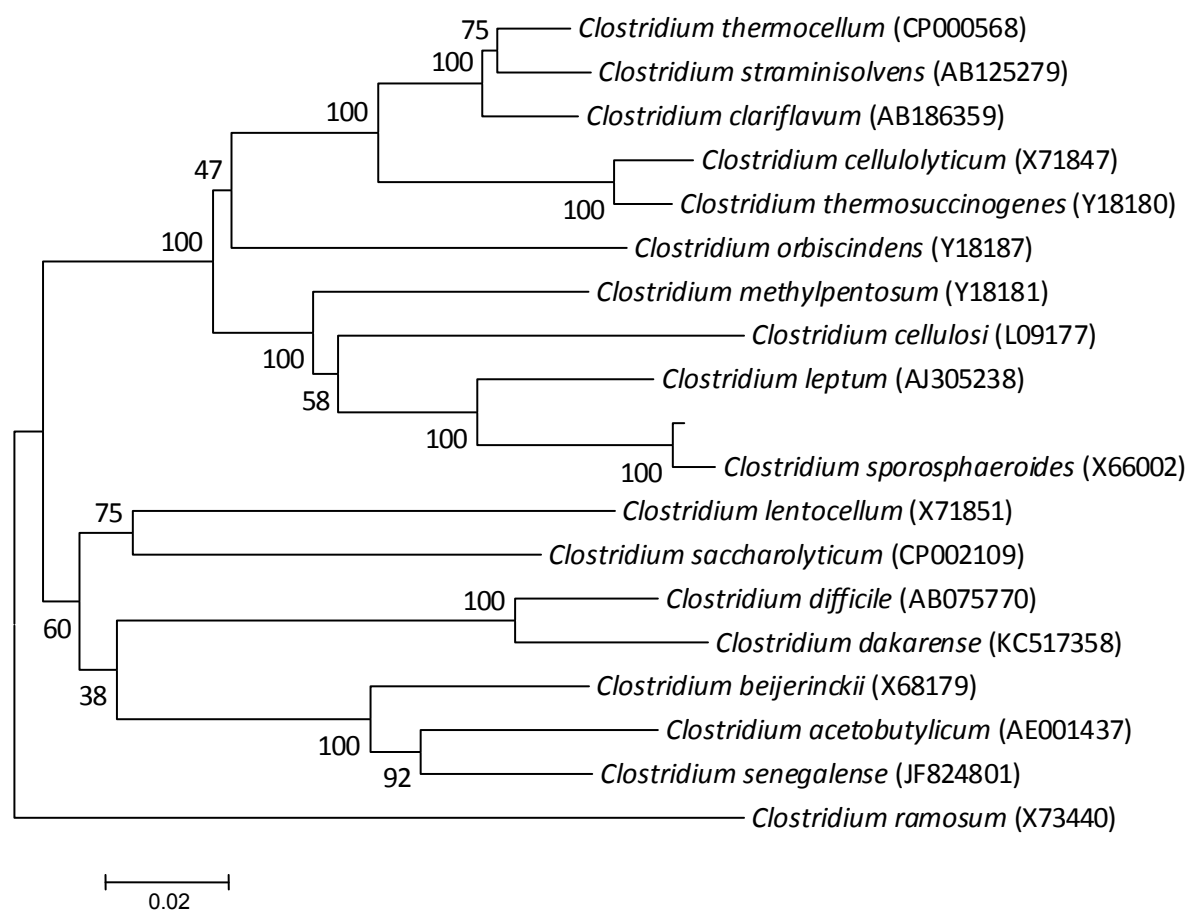 75
Clostridium thermocellum (CP000568)
100
Clostridium straminisolvens (AB125279)
100
Clostridium clariflavum (AB186359)
Clostridium cellulolyticum (X71847)
47
100
Clostridium thermosuccinogenes (Y18180)
100
Clostridium orbiscindens (Y18187)
Clostridium methylpentosum (Y18181)
100
Clostridium cellulosi (L09177)
58
Clostridium leptum (AJ305238)
100
100
Clostridium sporosphaeroides (X66002)
75
Clostridium lentocellum (X71851)
Clostridium saccharolyticum (CP002109)
100
Clostridium difficile (AB075770)
60
Clostridium dakarense (KC517358)
38
Clostridium beijerinckii (X68179)
100
Clostridium acetobutylicum (AE001437)
92
Clostridium senegalense (JF824801)
Clostridium ramosum (X73440)
0.02